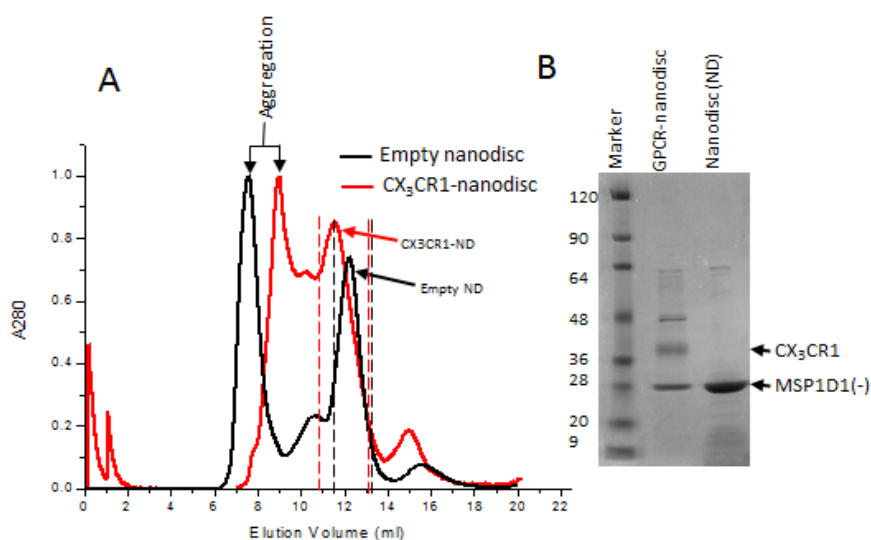 A
Aggregation
Empty nanodisc
CX₃CR1-nanodisc
CX3CR1-ND
Empty ND
A280
1.0
0.8
0.6
0.4
0.2
0.0
0 2 4 6 8 10 12 14 16 18 20 22
Elution Volume (ml)
B
Marker
GPCR-nanodisc
Nanodisc (ND)
120
90
64
48
36
28
20
9
CX₃CR1
MSP1D1(-)